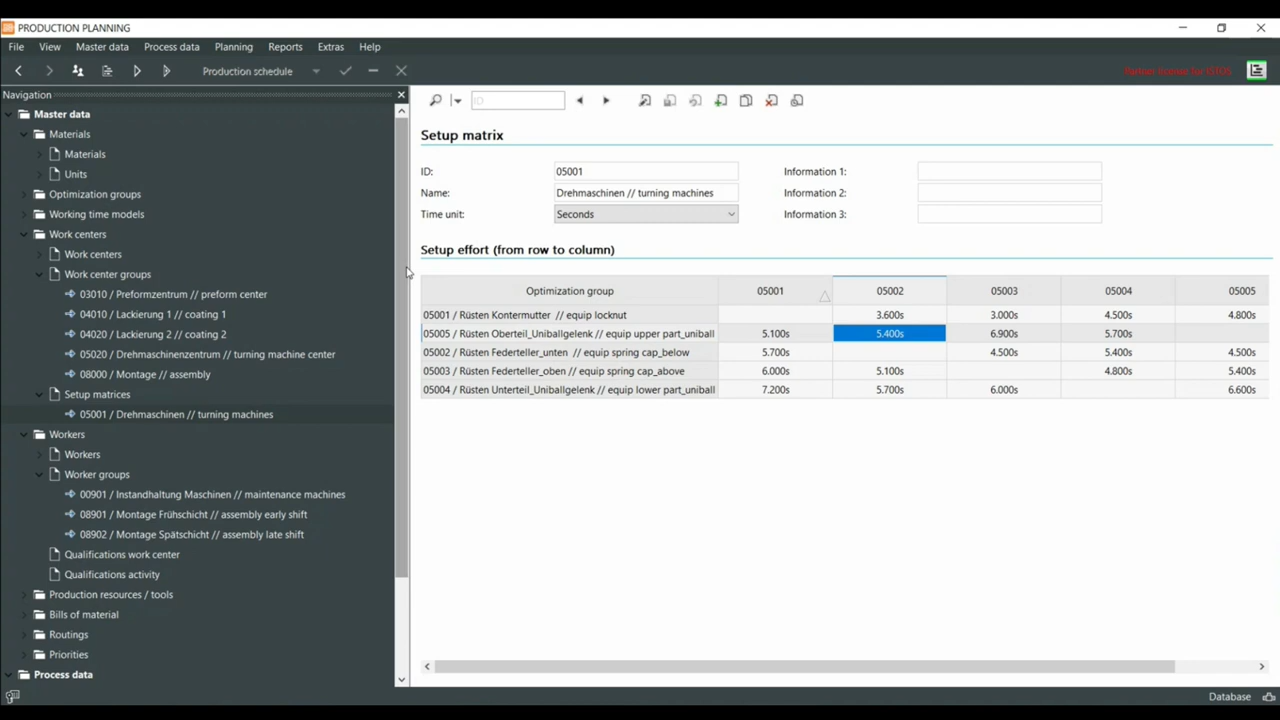 PRODUCTION PLANNING
File View Master data Process data Planning Reports Extras Help
Production schedule
Partner license for ISTOS
Navigation
Master data
Materials
Materials
Units
Optimization groups
Working time models
Work centers
Work centers
Work center groups
03010 / Preformzentrum // preform center
04010 / Lackierung 1 // coating 1
04020 / Lackierung 2 // coating 2
05020 / Drehmaschinenzentrum // turning machine center
08000 / Montage // assembly
Setup matrices
05001 / Drehmaschinen // turning machines
Workers
Workers
Worker groups
00901 / Instandhaltung Maschinen // maintenance machines
08901 / Montage Frühschicht // assembly early shift
08902 / Montage Spätschicht // assembly late shift
Qualifications work center
Qualifications activity
Production resources / tools
Bills of material
Routings
Priorities
Process data
ID
Setup matrix
ID: 05001 Information 1:
Name: Drehmaschinen // turning machines Information 2:
Time unit: Seconds Information 3:
Setup effort (from row to column)
Optimization group 05001 05002 05003 05004 05005
05001 / Rüsten Kontermutter // equip locknut 3.600s 3.000s 4.500s 4.800s
05005 / Rüsten Oberteil_Uniballgelenk // equip upper part_uniball 5.100s 5.400s 6.900s 5.700s
05002 / Rüsten Federteller_unten // equip spring cap_below 5.700s 4.500s 5.400s 4.500s
05003 / Rüsten Federteller_oben // equip spring cap_above 6.000s 5.100s 4.800s 5.400s
05004 / Rüsten Unterteil_Uniballgelenk // equip lower part_uniball 7.200s 5.700s 6.000s 6.600s
Database